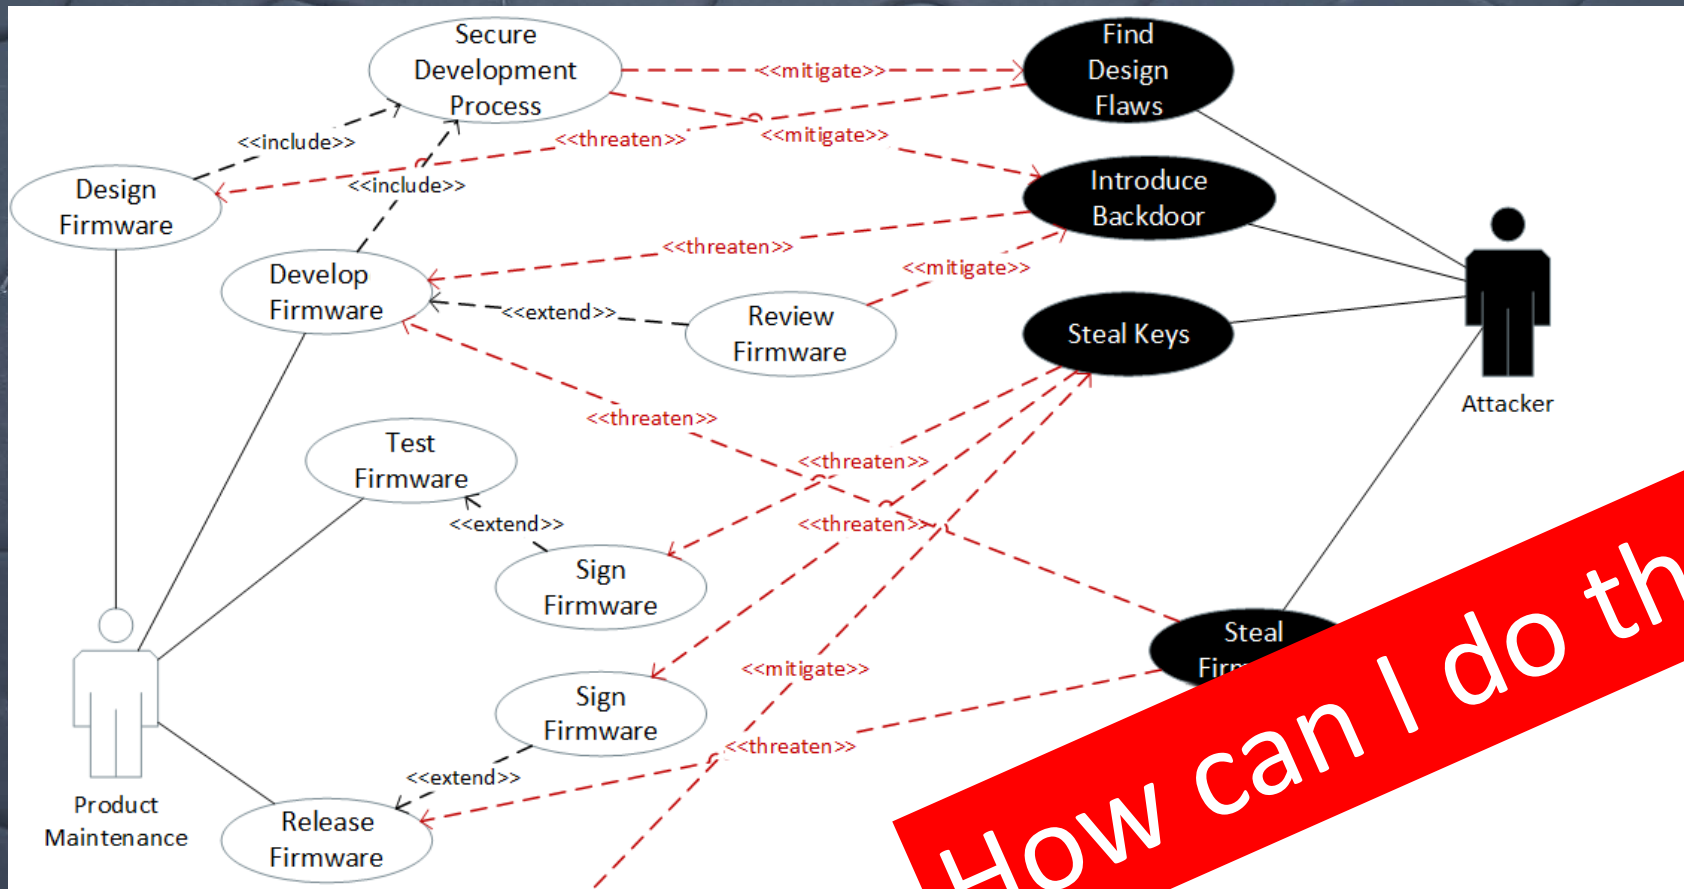 Secure
Development
Process
Find
Design
Flaws
<<mitigate>>
<<threaten>>
<<mitigate>>
<<include>>
Design
Firmware
<<include>>
Introduce
Backdoor
<<threaten>>
<<mitigate>>
Develop
Firmware
<<extend>>
Review
Firmware
Steal Keys
Attacker
<<threaten>>
Test
Firmware
<<threaten>>
<<extend>>
<<threaten>>
Sign
Firmware
Steal
<<mitigate>>
Sign
Firmware
<<threaten>>
<<extend>>
Product
Maintenance
Release
Firmware
How can I do